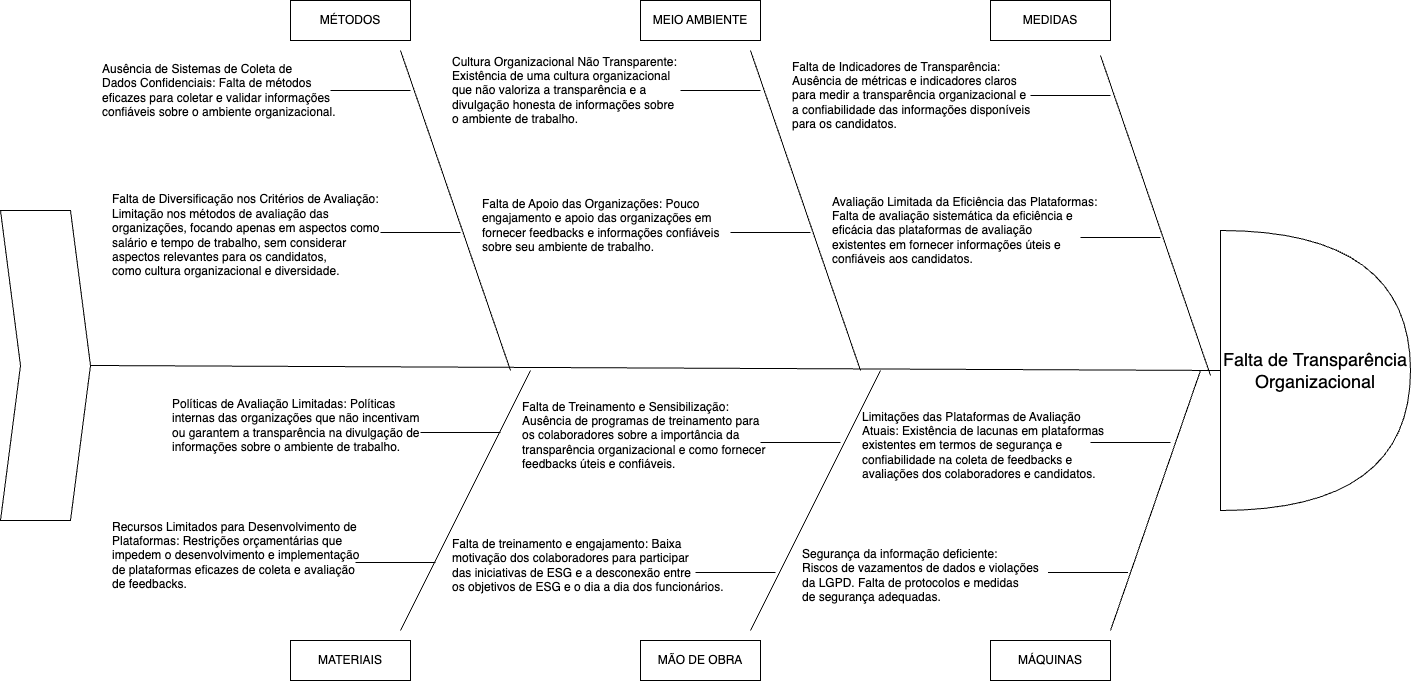 MÉTODOS
Ausência de Sistemas de Coleta de
Dados Confidenciais: Falta de métodos
eficazes para coletar e validar informações
confiáveis sobre o ambiente organizacional.
Falta de Diversificação nos Critérios de Avaliação:
Limitação nos métodos de avaliação das
organizações, focando apenas em aspectos como
salário e tempo de trabalho, sem considerar
aspectos relevantes para os candidatos,
como cultura organizacional e diversidade.
MEIO AMBIENTE
Cultura Organizacional Não Transparente:
Existência de uma cultura organizacional
que não valoriza a transparência e a
divulgação honesta de informações sobre
o ambiente de trabalho.
Falta de Apoio das Organizações: Pouco
engajamento e apoio das organizações em
fornecer feedbacks e informações confiáveis
sobre seu ambiente de trabalho.
MEDIDAS
Falta de Indicadores de Transparência:
Ausência de métricas e indicadores claros
para medir a transparência organizacional e
a confiabilidade das informações disponíveis
para os candidatos.
Avaliação Limitada da Eficiência das Plataformas:
Falta de avaliação sistemática da eficiência e
eficácia das plataformas de avaliação
existentes em fornecer informações úteis e
confiáveis aos candidatos.
Falta de Transparência
Organizacional
Políticas de Avaliação Limitadas: Políticas
internas das organizações que não incentivam
ou garantem a transparência na divulgação de
informações sobre o ambiente de trabalho.
Recursos Limitados para Desenvolvimento de
Plataformas: Restrições orçamentárias que
impedem o desenvolvimento e implementação
de plataformas eficazes de coleta e avaliação
de feedbacks.
MATERIAIS
Falta de Treinamento e Sensibilização:
Ausência de programas de treinamento para
os colaboradores sobre a importância da
transparência organizacional e como fornecer
feedbacks úteis e confiáveis.
Falta de treinamento e engajamento: Baixa
motivação dos colaboradores para participar
das iniciativas de ESG e a desconexão entre
os objetivos de ESG e o dia a dia dos funcionários.
MÃO DE OBRA
Limitações das Plataformas de Avaliação
Atuais: Existência de lacunas em plataformas
existentes em termos de segurança e
confiabilidade na coleta de feedbacks e
avaliações dos colaboradores e candidatos.
Segurança da informação deficiente:
Riscos de vazamentos de dados e violações
da LGPD. Falta de protocolos e medidas
de segurança adequadas.
MÁQUINAS